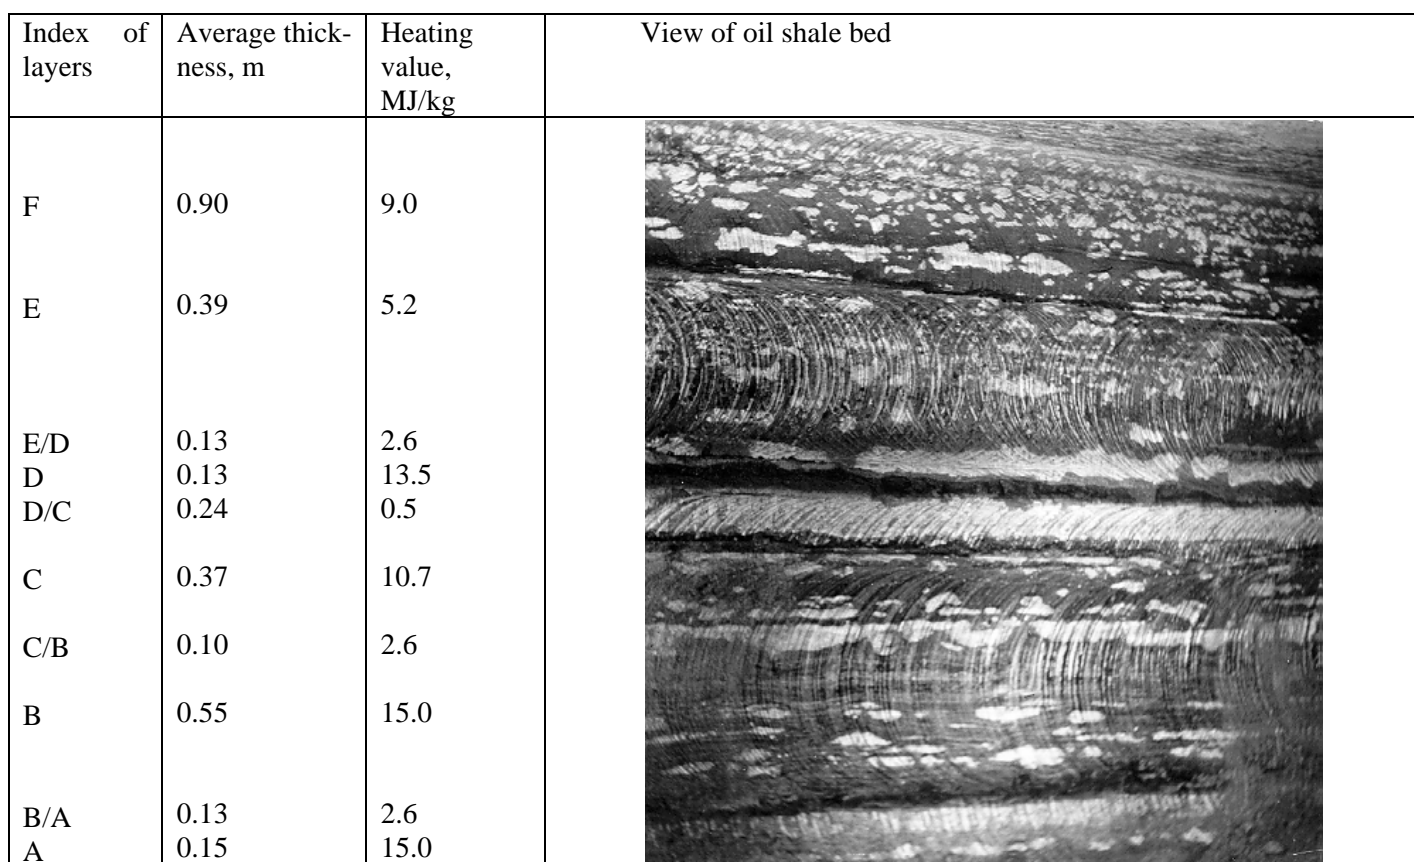 Index of Average thick- Heating View of oil shale bed
layers ness, m value,
MJ/kg
F 0.90 9.0
E 0.39 5.2
E/D 0.13 2.6
D 0.13 13.5
D/C 0.24 0.5
C 0.37 10.7
C/B 0.10 2.6
B 0.55 15.0
B/A 0.13 2.6
A 0.15 15.0